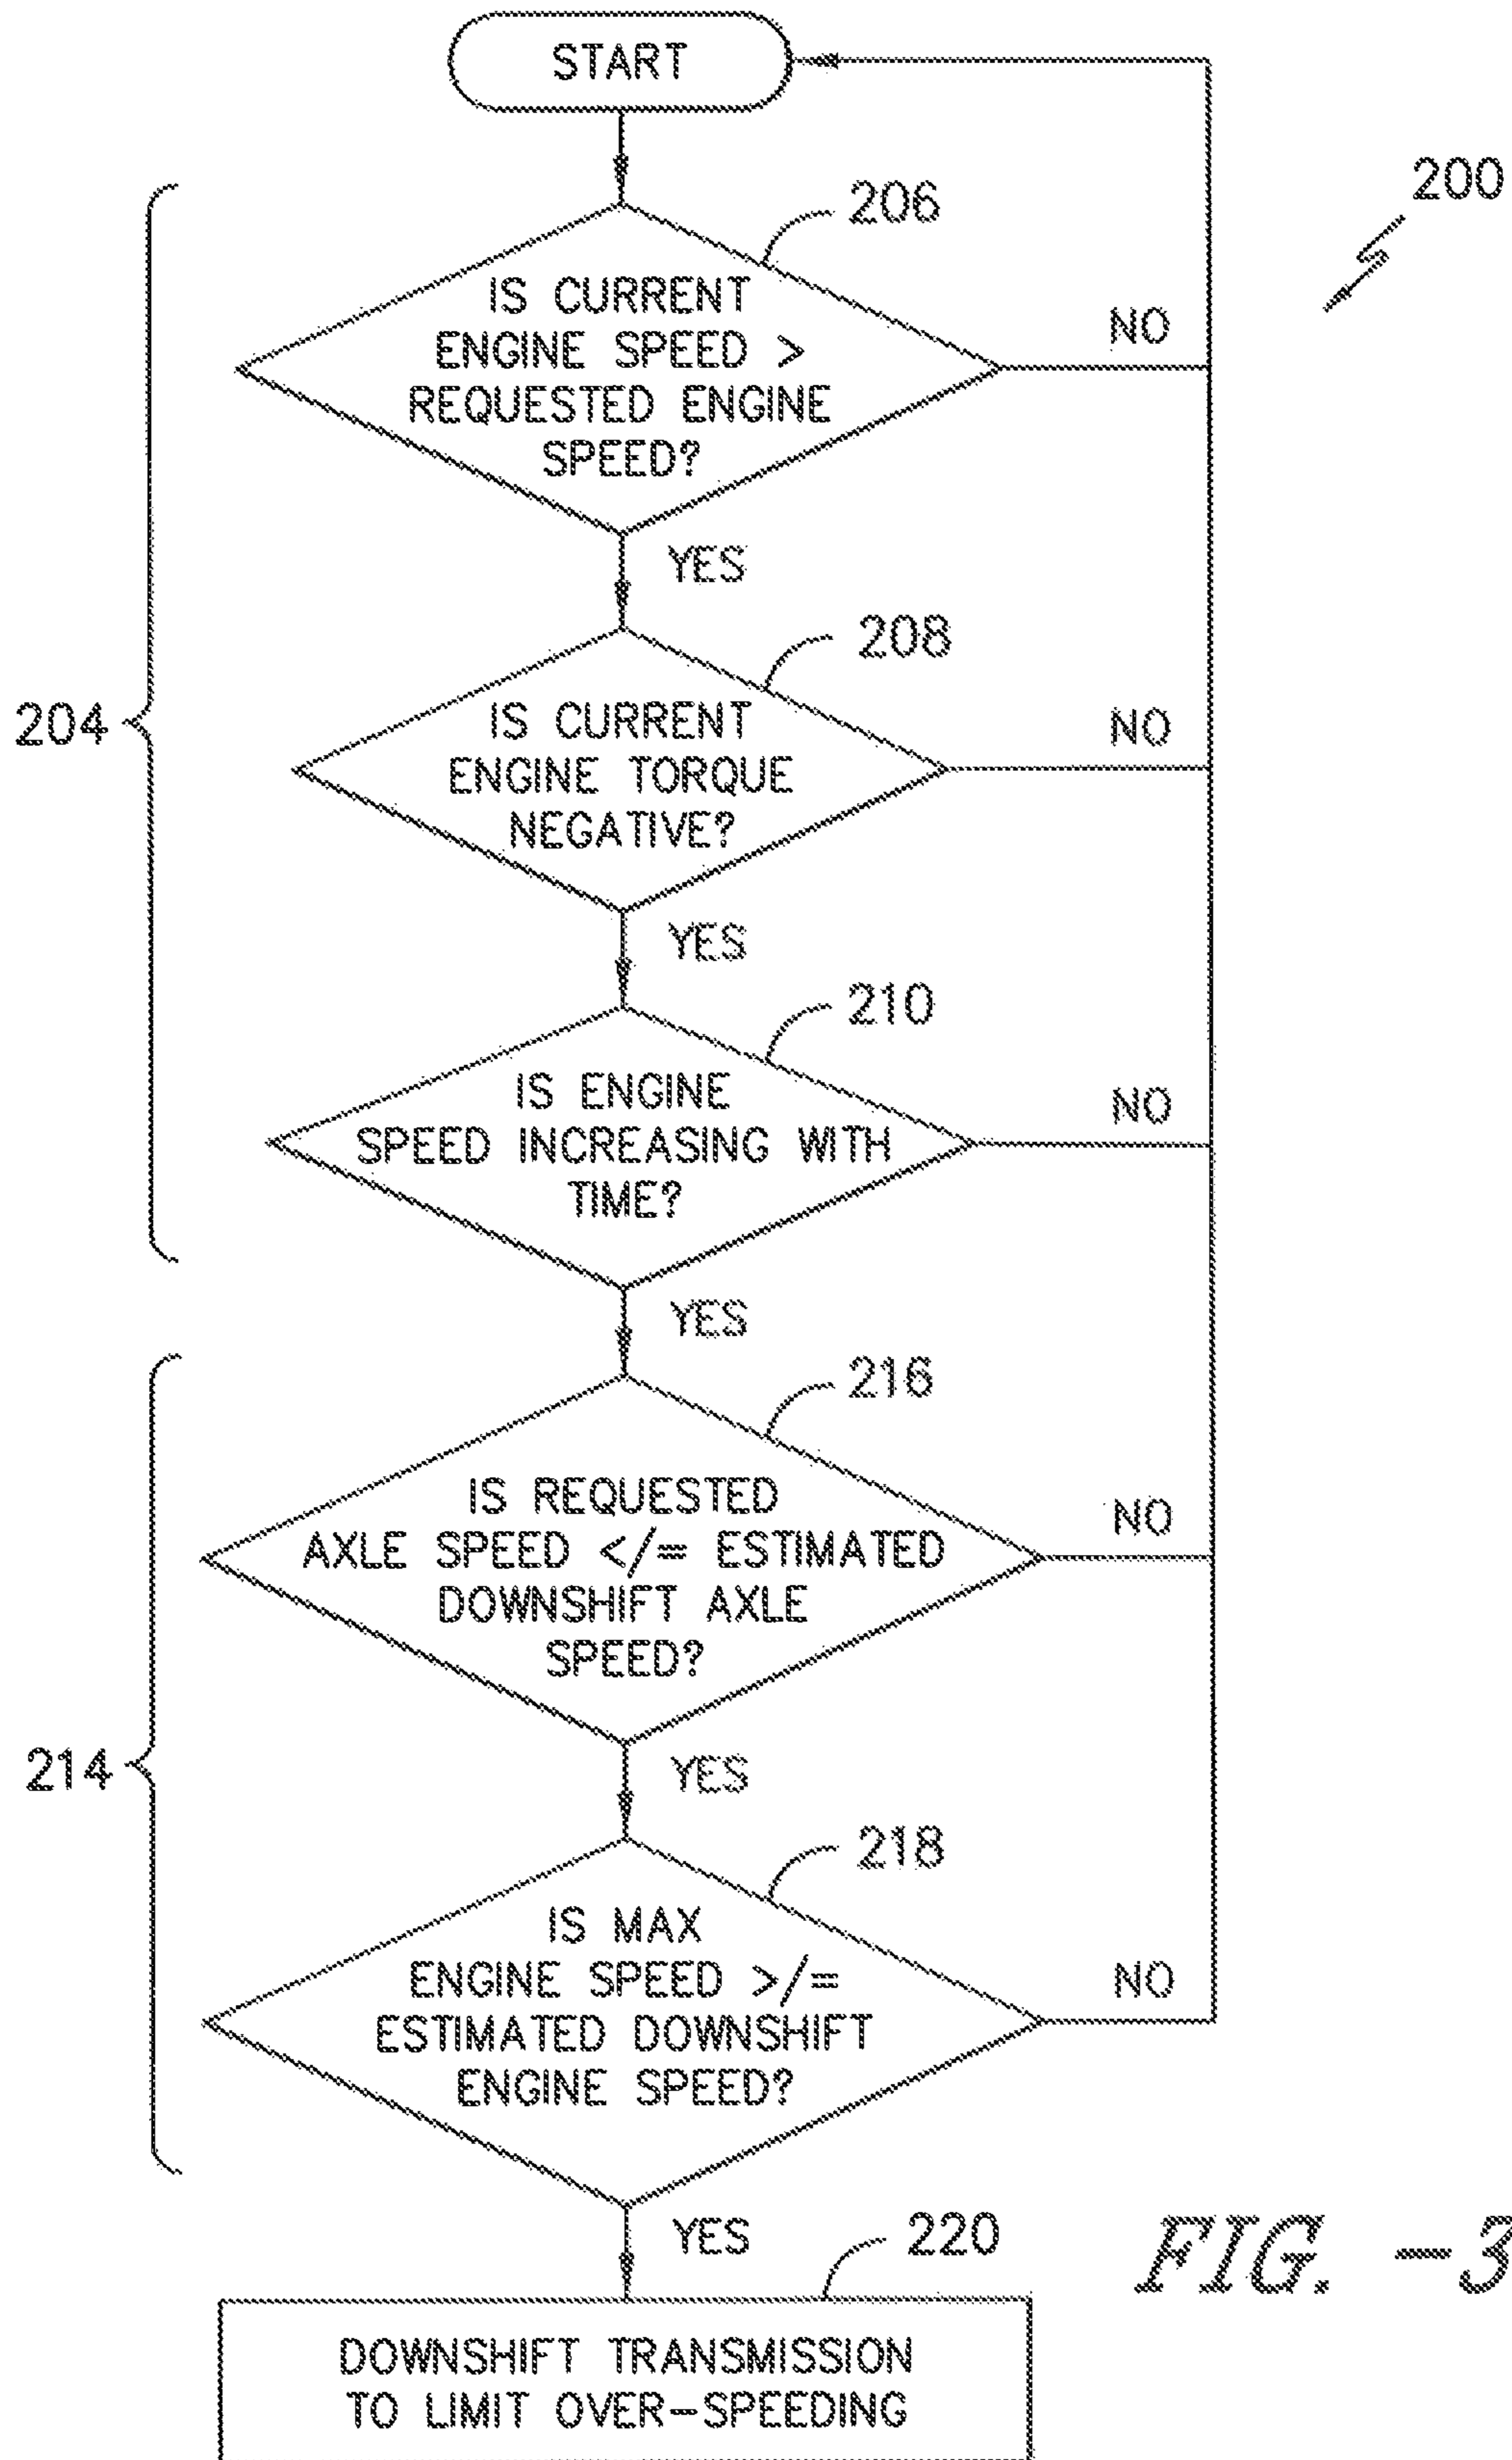 START
200
206
IS CURRENT
ENGINE SPEED >
REQUESTED ENGINE
SPEED?
NO
YES
204
208
IS CURRENT
ENGINE TORQUE
NEGATIVE?
NO
YES
210
IS ENGINE
SPEED INCREASING WITH
TIME?
NO
YES
216
IS REQUESTED
AXLE SPEED </= ESTIMATED
DOWNSHIFT AXLE
SPEED?
NO
YES
214
218
IS MAX
ENGINE SPEED >/=
ESTIMATED DOWNSHIFT
ENGINE SPEED?
NO
YES
220
DOWNSHIFT TRANSMISSION
TO LIMIT OVER-SPEEDING
FIG. -3